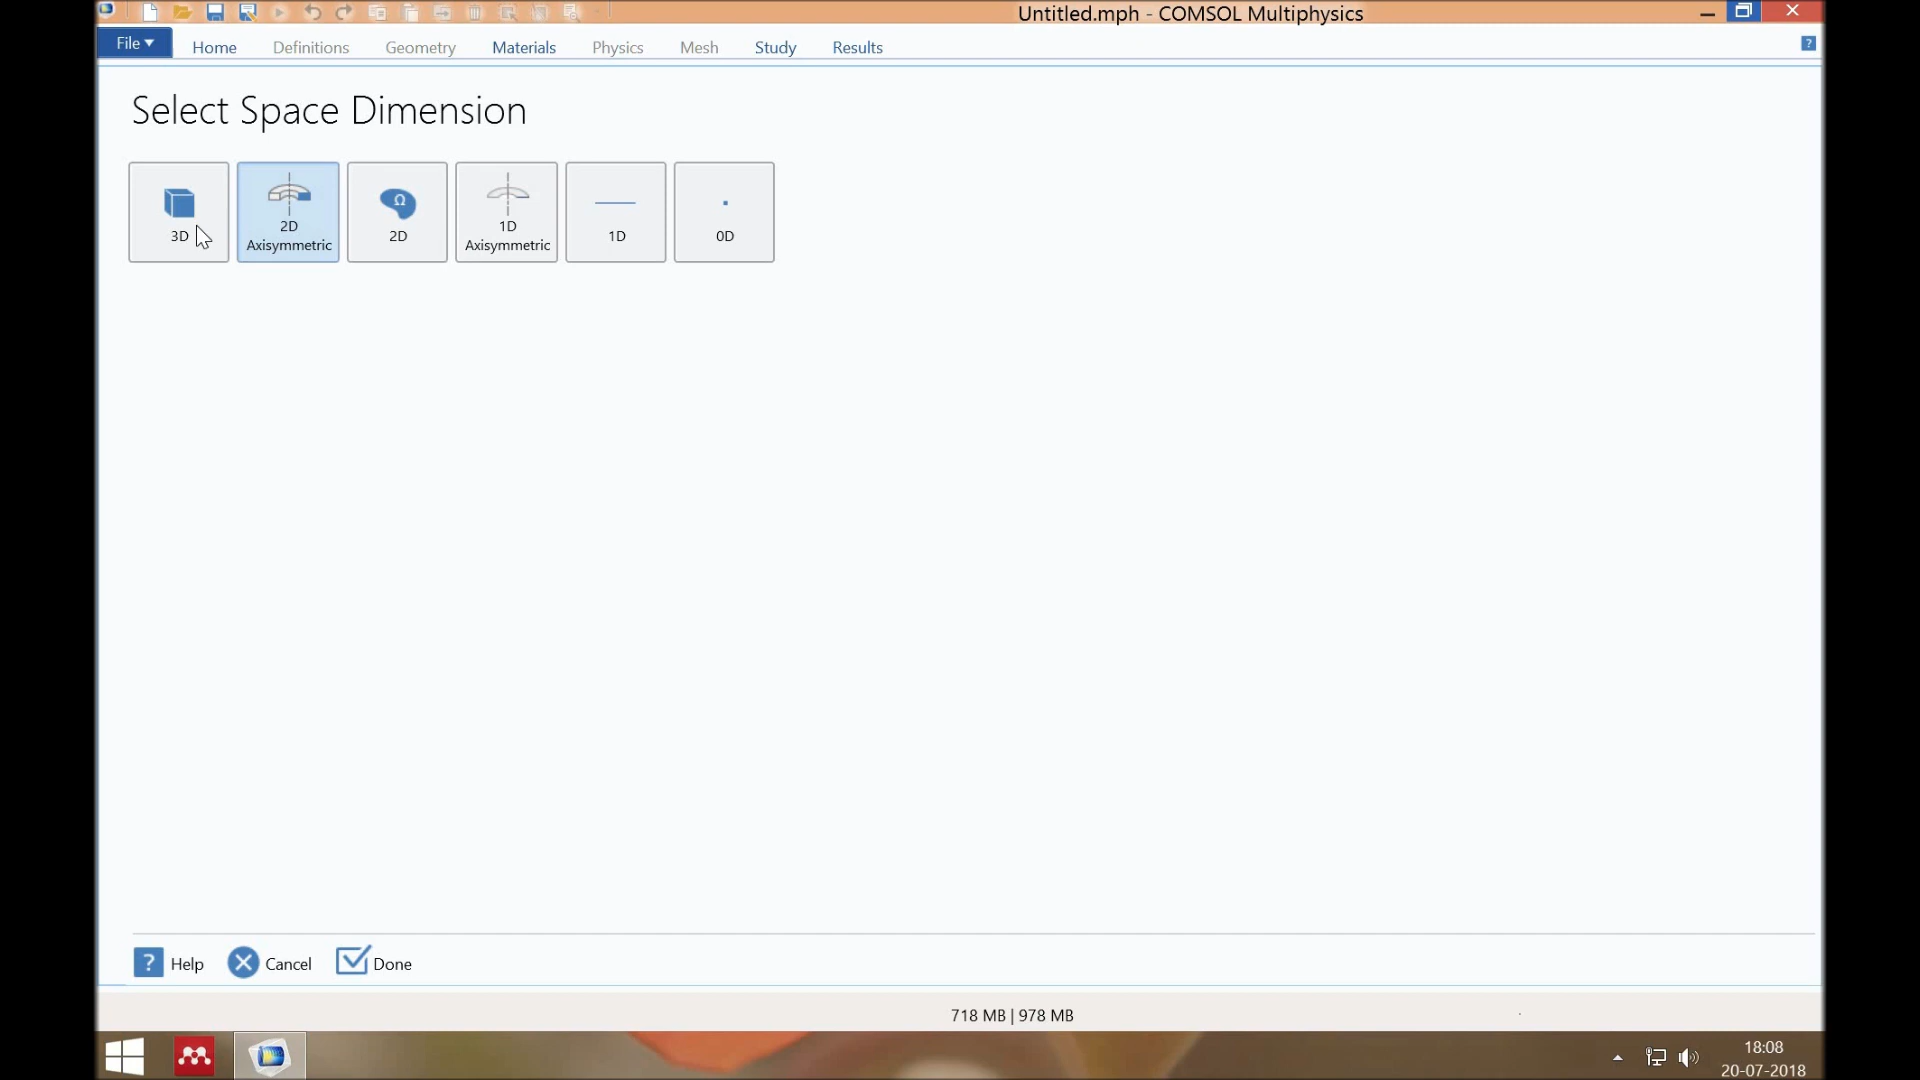 Untitled.mph - COMSOL Multiphysics
File Home Definitions Geometry Materials Physics Mesh Study Results ?
Select Space Dimension
3D
2D
Axisymmetric
Ω
2D
1D
Axisymmetric
1D
0D
? Help Cancel Done
718 MB | 978 MB
18:08
20-07-2018